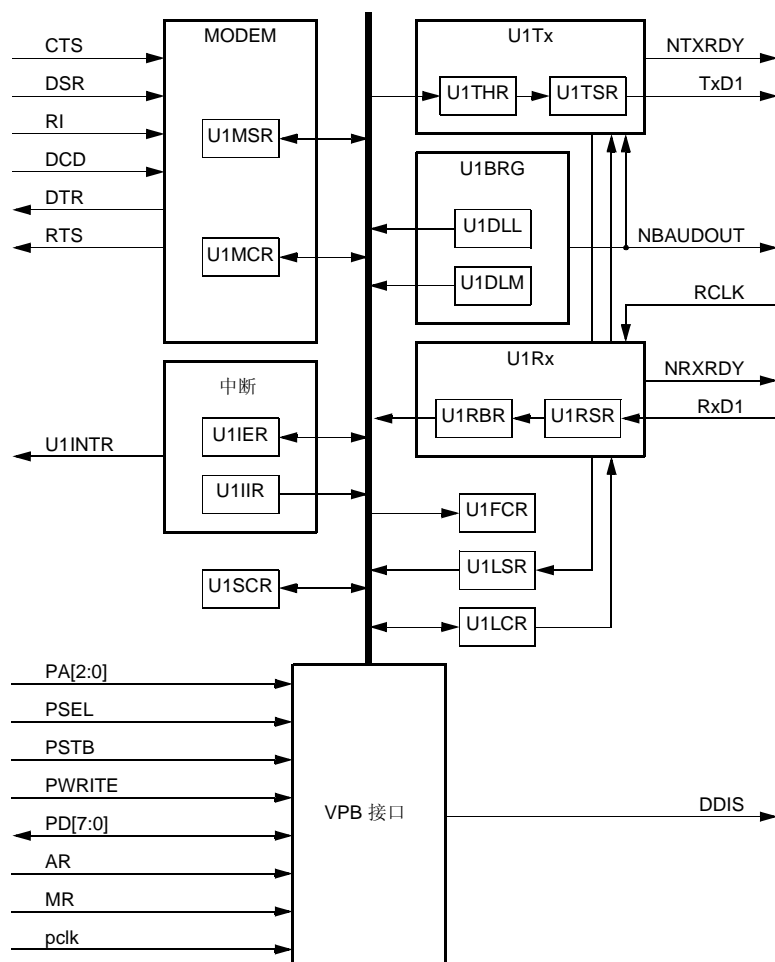 CTS
DSR
RI
DCD
DTR
RTS
MODEM
U1MSR
U1MCR
U1Tx
U1THR
U1TSR
NTXRDY
TxD1
U1BRG
U1DLL
U1DLM
NBAUDOUT
RCLK
U1Rx
U1RBR
U1RSR
NRXRDY
RxD1
中断
U1IER
U1IIR
U1INTR
U1FCR
U1LSR
U1LCR
U1SCR
PA[2:0]
PSEL
PSTB
PWRITE
PD[7:0]
AR
MR
pclk
VPB 接口
DDIS